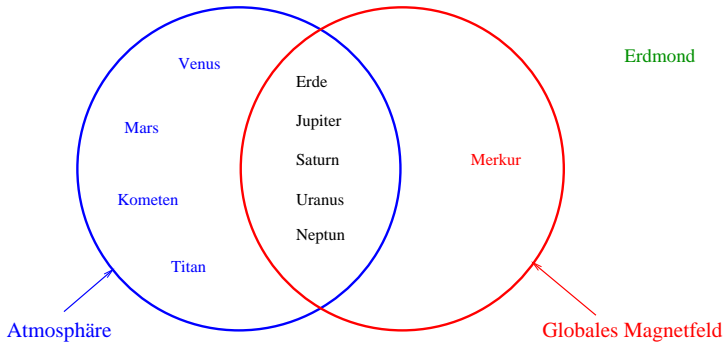 Venus
Mars
Kometen
Titan
Erde
Jupiter
Saturn
Uranus
Neptun
Merkur
Erdmond
Atmosphäre
Globales Magnetfeld